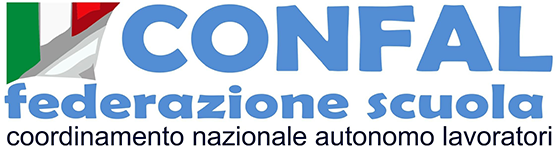 CONFAL
federazione scuola
coordinamento nazionale autonomo lavoratori